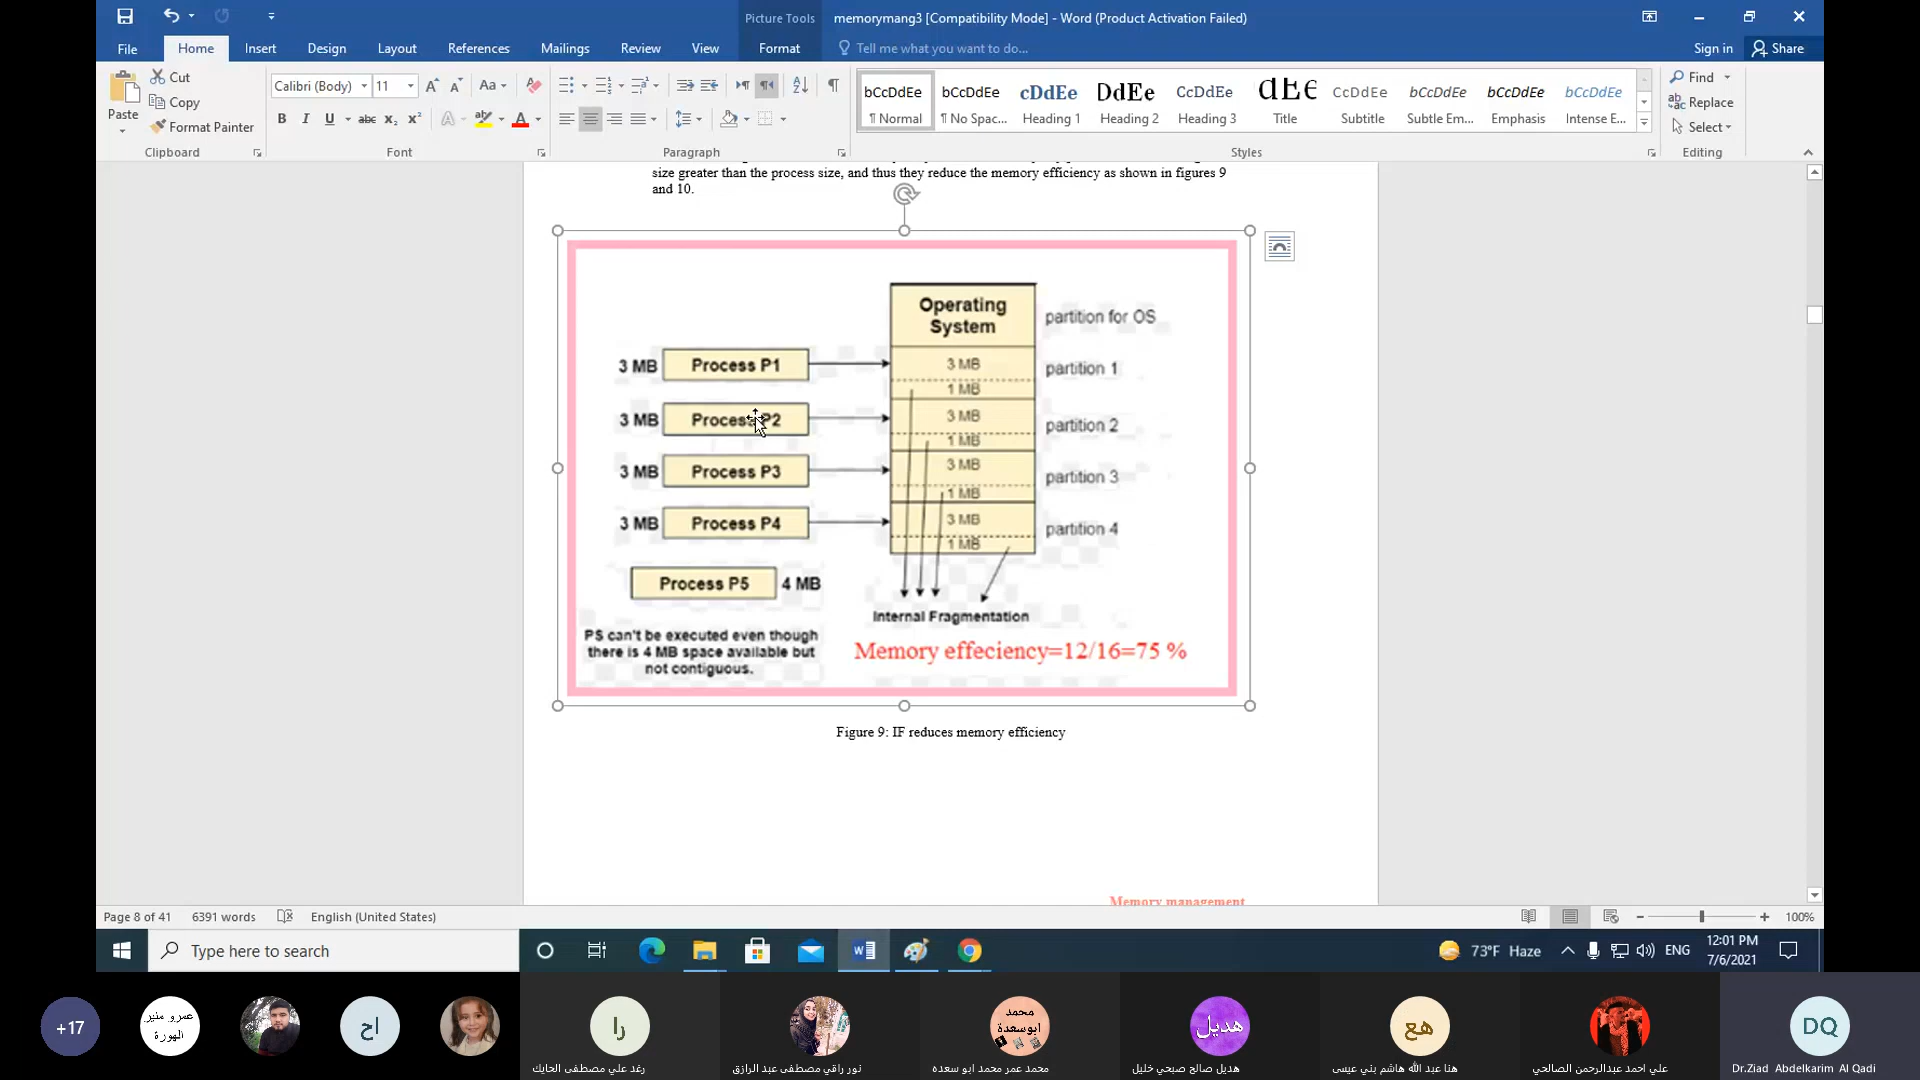 Picture Tools
memorymang3 [Compatibility Mode] - Word (Product Activation Failed)
File Home Insert Design Layout References Mailings Review View Format Tell me what you want to do... Sign in Share
Paste
Cut
Copy
Format Painter
Calibri (Body) 11
¶ Normal
¶ No Spac...
Heading 1
Heading 2
Heading 3
Title
Subtitle
Subtle Em...
Emphasis
Intense E...
Find
Replace
Select
Clipboard Font Paragraph Styles Editing
size greater than the process size, and thus they reduce the memory efficiency as shown in figures 9
and 10.
Operating
System
partition for OS
3 MB Process P1 3 MB partition 1
1 MB
3 MB Process P2 3 MB partition 2
1 MB
3 MB Process P3 3 MB partition 3
1 MB
3 MB Process P4 3 MB partition 4
1 MB
Process P5 4 MB
Internal Fragmentation
PS can't be executed even though
there is 4 MB space available but
not contiguous.
Memory effeciency=12/16=75 %
Figure 9: IF reduces memory efficiency
Memory management
Page 8 of 41 6391 words English (United States) 100%
Type here to search
73°F Haze
ENG
12:01 PM
7/6/2021
+17
عمرو منير
الهورة
اح
را
رغد علي مصطفى الحايك
نور راقي مصطفى عبد الرازق
محمد
ابوسعدة
محمد عمر محمد ابو سعده
هديل
هديل صالح صبحي خليل
هع
هنا عبد الله هاشم بني عيسى
علي احمد عبدالرحمن الصالحي
DQ
Dr.Ziad Abdelkarim Al Qadi